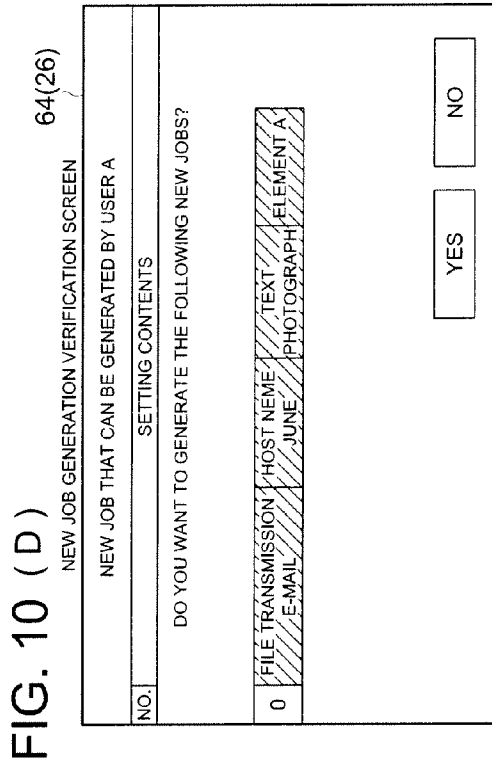 FIG. 10 (D)
NEW JOB GENERATION VERIFICATION SCREEN
64(26)
NEW JOB THAT CAN BE GENERATED BY USER A
NO. SETTING CONTENTS
DO YOU WANT TO GENERATE THE FOLLOWING NEW JOBS?
0 FILE TRANSMISSION HOST NEME TEXT ELEMENT A
E-MAIL JUNE PHOTOGRAPH
YES NO